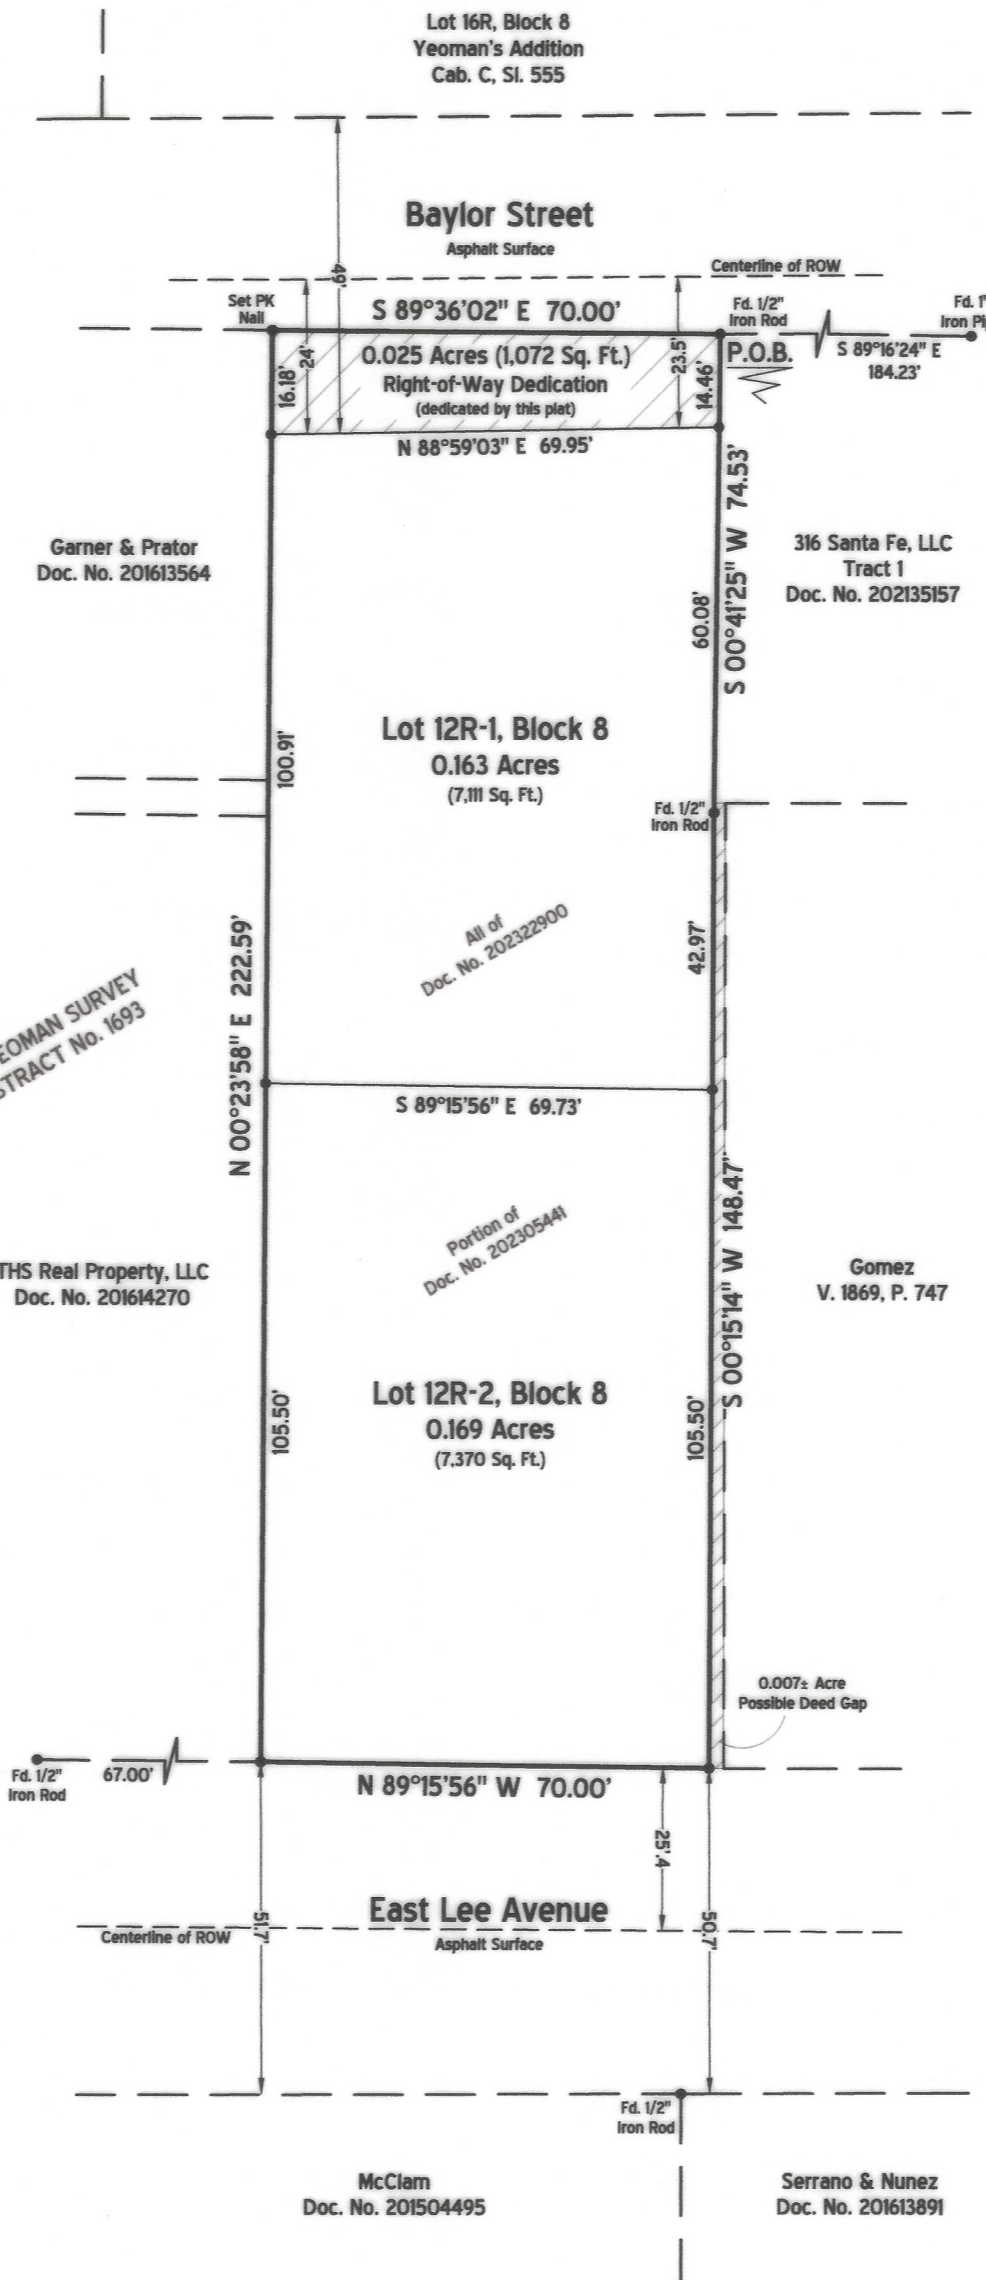 Lot 16R, Block 8
Yeoman's Addition
Cab. C, Sl. 555
Baylor Street
Asphalt Surface
49'
Centerline of ROW
Set PK
Nail
S 89°36'02" E 70.00'
Fd. 1/2"
Iron Rod
Fd. 1"
Iron Pi
P.O.B.
S 89°16'24" E
184.23'
16.18'
24'
0.025 Acres (1,072 Sq. Ft.)
Right-of-Way Dedication
(dedicated by this plat)
23.5'
14.46'
N 88°59'03" E 69.95'
S 00°41'25" W 74.53'
Garner & Prator
Doc. No. 201613564
316 Santa Fe, LLC
Tract 1
Doc. No. 202135157
60.08'
Lot 12R-1, Block 8
0.163 Acres
(7,111 Sq. Ft.)
100.91'
Fd. 1/2"
Iron Rod
All of
Doc. No. 202322900
42.97'
N 00°23'58" E 222.59'
EOMAN SURVEY
STRACT No. 1693
S 89°15'56" E 69.73'
Portion of
Doc. No. 202305441
S 00°15'14" W 148.47'
THS Real Property, LLC
Doc. No. 201614270
Gomez
V. 1869, P. 747
Lot 12R-2, Block 8
0.169 Acres
(7,370 Sq. Ft.)
105.50'
105.50'
0.007± Acre
Possible Deed Gap
Fd. 1/2"
Iron Rod
67.00'
N 89°15'56" W 70.00'
25'.4
East Lee Avenue
Asphalt Surface
Centerline of ROW
51.7'
50.7'
Fd. 1/2"
Iron Rod
McClam
Doc. No. 201504495
Serrano & Nunez
Doc. No. 201613891